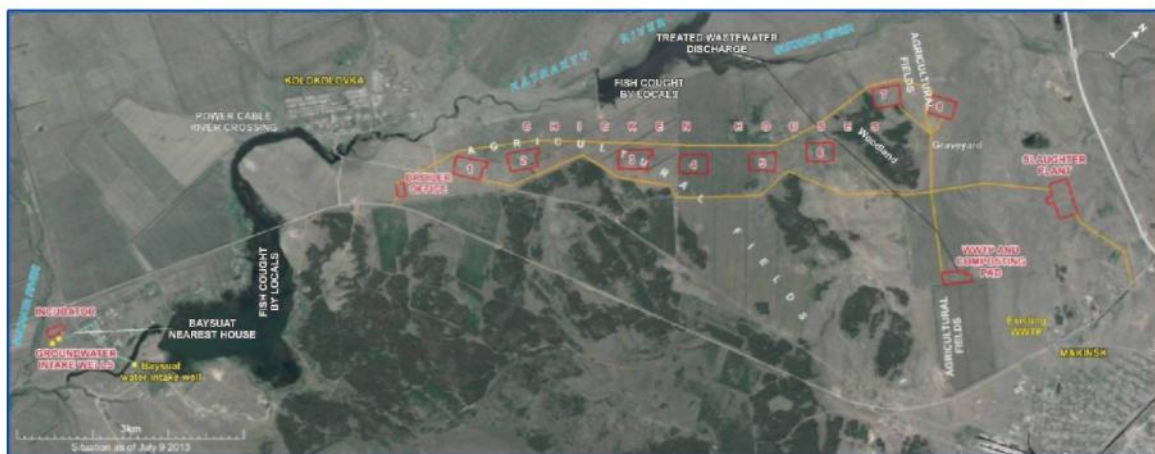 TREATED WASTEWATER
DISCHARGE
RIVER
N
KOLOKOLOVKA
FISH COUGHT
BY LOCALS
AGRICULTURAL
FIELDS
7
8
POWER CABLE
RIVER CROSSING
CHICKEN HOUSES
Woodland
Graveyard
AGRICULTURAL FIELDS
1
2
3
4
5
6
BROILER
OFFICE
SLAUGHTER
PLANT
FISH COUGHT
BY LOCALS
WWTP AND
COMPOSTING
PAD
INCUBATOR
BAYSUAT
NEAREST HOUSE
GROUNDWATER
INTAKE WELLS
Baysuat
water intake well
AGRICULTURAL
FIELDS
Existing
WWTP
MAKINSK
3km
Situation as of July 9 2013